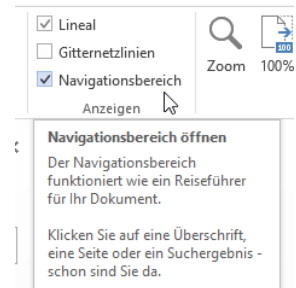 Lineal
Gitternetzlinien
Navigationsbereich
Anzeigen
Zoom
100
100%
Navigationsbereich öffnen
Der Navigationsbereich
funktioniert wie ein Reiseführer
für Ihr Dokument.
Klicken Sie auf eine Überschrift,
eine Seite oder ein Suchergebnis -
schon sind Sie da.